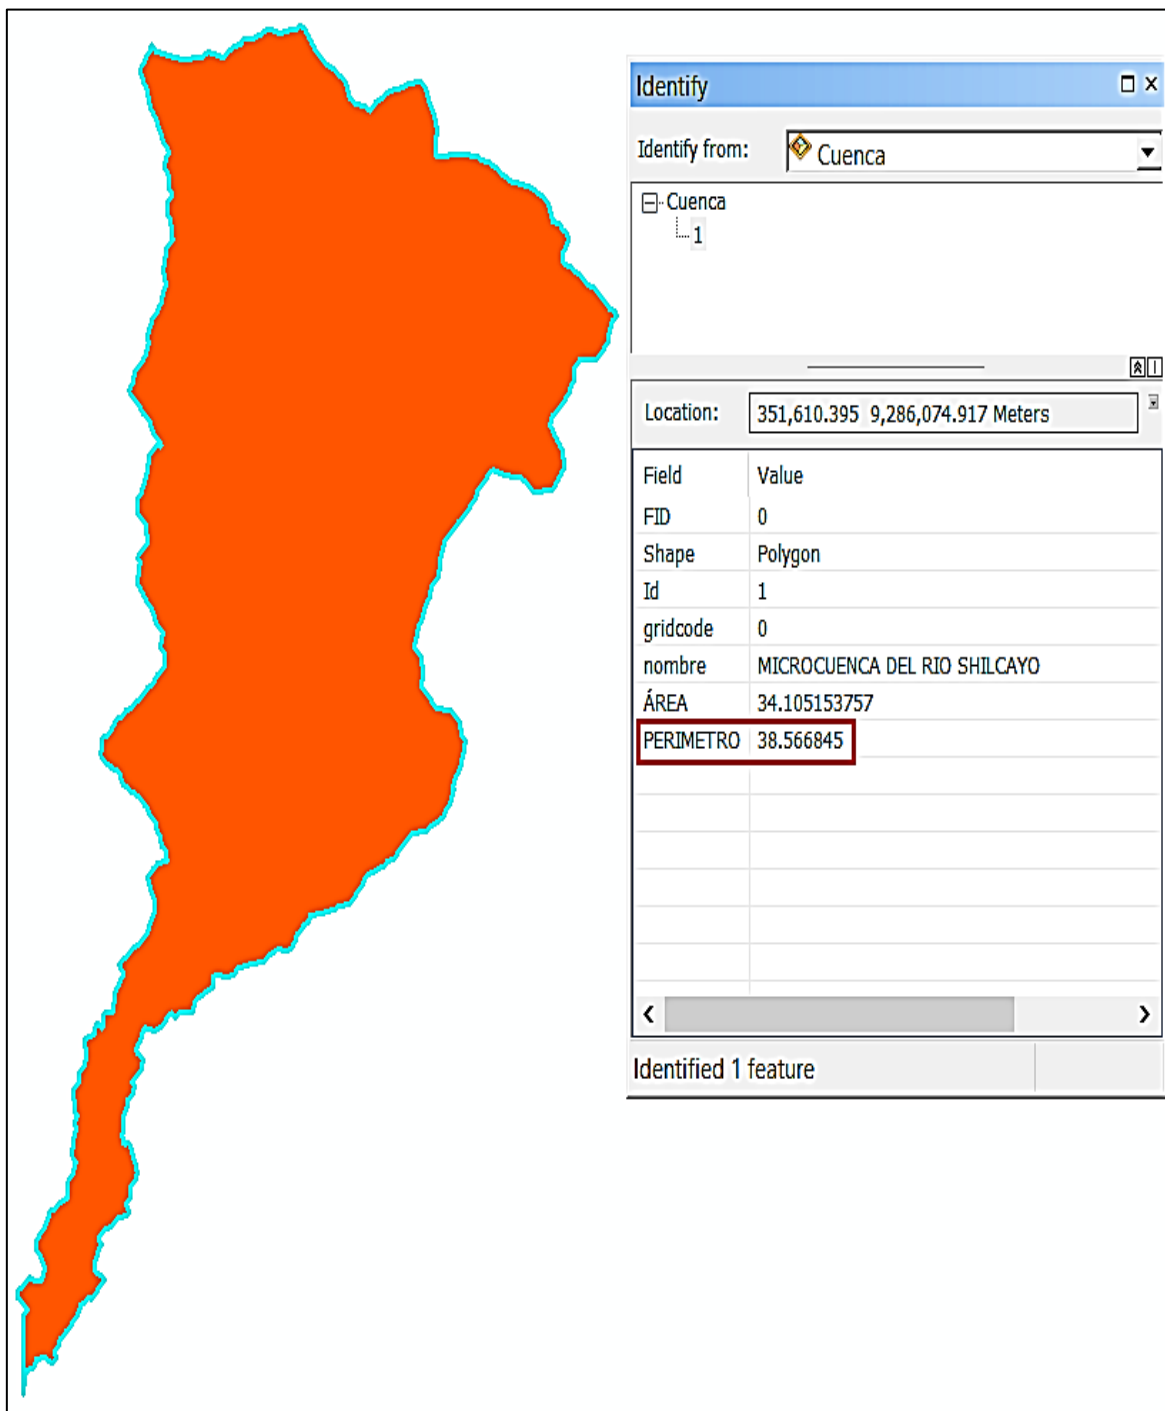 Identify
Identify from: Cuenca
Cuenca
1
Location: 351,610.395 9,286,074.917 Meters
Field Value
FID 0
Shape Polygon
Id 1
gridcode 0
nombre MICROCUENCA DEL RIO SHILCAYO
ÁREA 34.105153757
PERIMETRO 38.566845
Identified 1 feature